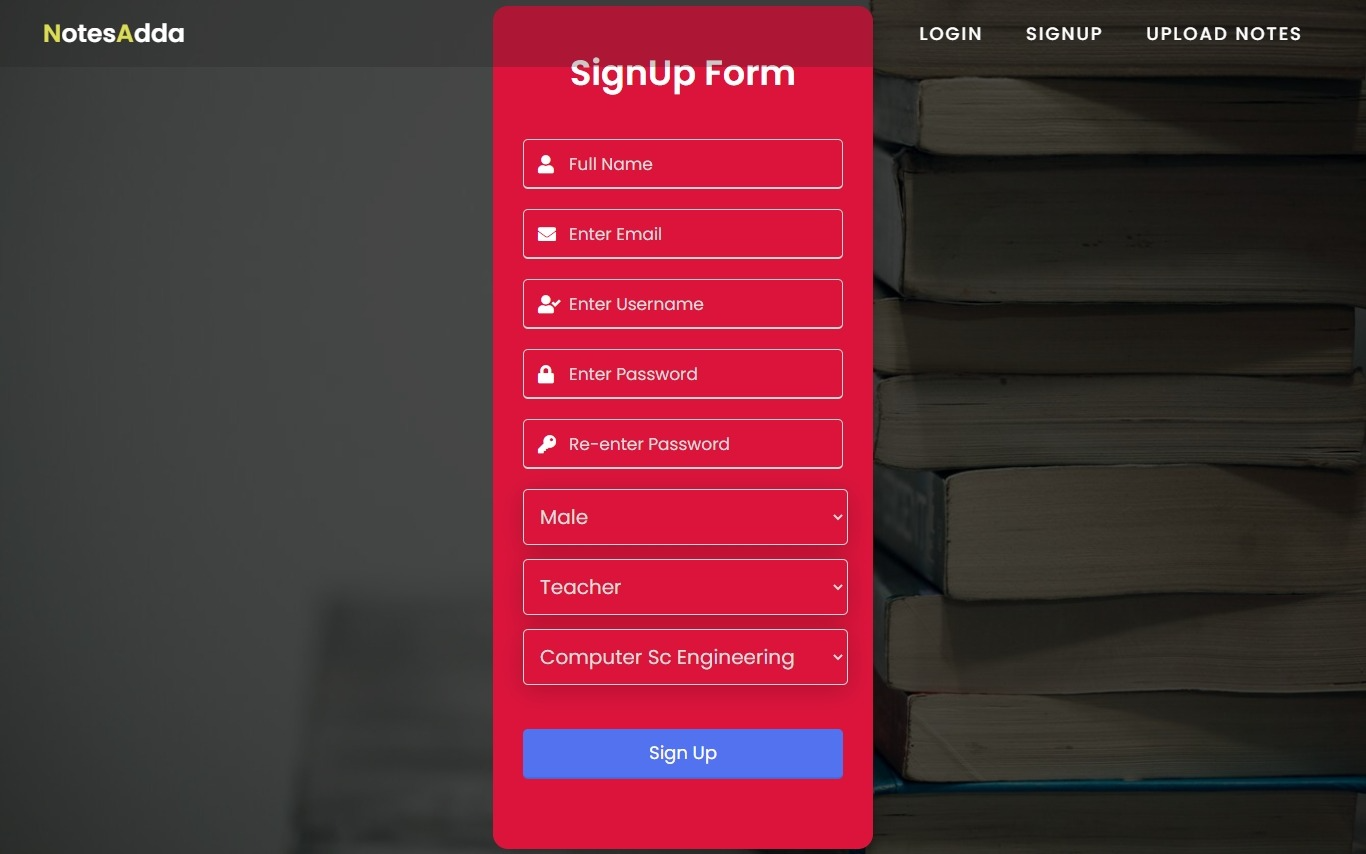 NotesAdda
LOGIN
SIGNUP
UPLOAD NOTES
SignUp Form
Full Name
Enter Email
Enter Username
Enter Password
Re-enter Password
Male
Teacher
Computer Sc Engineering
Sign Up